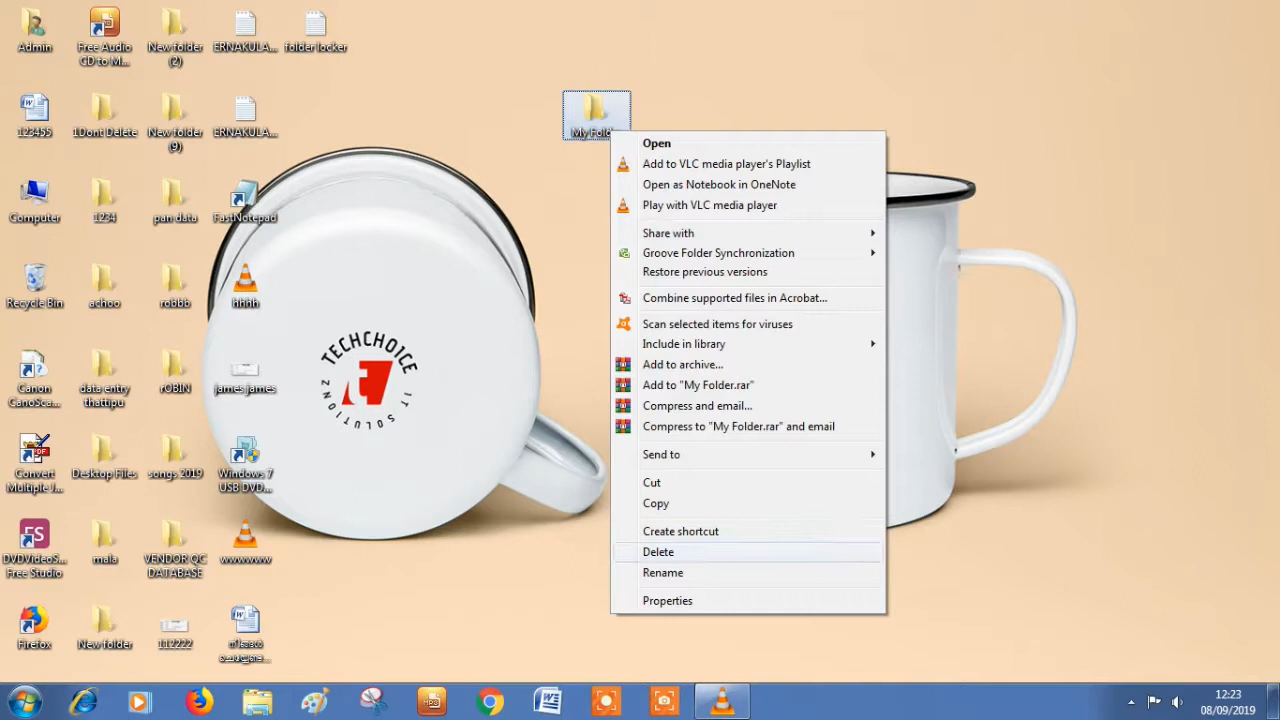 Admin
Free Audio
CD to M...
New folder
(2)
ERNAKULA...
folder locker
123455
1Dont Delete
New folder
(9)
ERNAKULA...
My Fold
Computer
1234
pan data
FastNotepad
Recycle Bin
achoo
robbb
hhhh
Canon
CanoSca...
data entry
thattipu
rOBIN
james james
Convert
Multiple J...
Desktop Files
songs 2019
Windows 7
USB DVD...
DVDVideoS...
Free Studio
mala
VENDOR QC
DATABASE
wwwwwww
Firefox
New folder
112222
TECHCHOICE
IT SOLUTIONZ
Open
Add to VLC media player's Playlist
Open as Notebook in OneNote
Play with VLC media player
Share with
Groove Folder Synchronization
Restore previous versions
Combine supported files in Acrobat...
Scan selected items for viruses
Include in library
Add to archive...
Add to "My Folder.rar"
Compress and email...
Compress to "My Folder.rar" and email
Send to
Cut
Copy
Create shortcut
Delete
Rename
Properties
12:23
08/09/2019